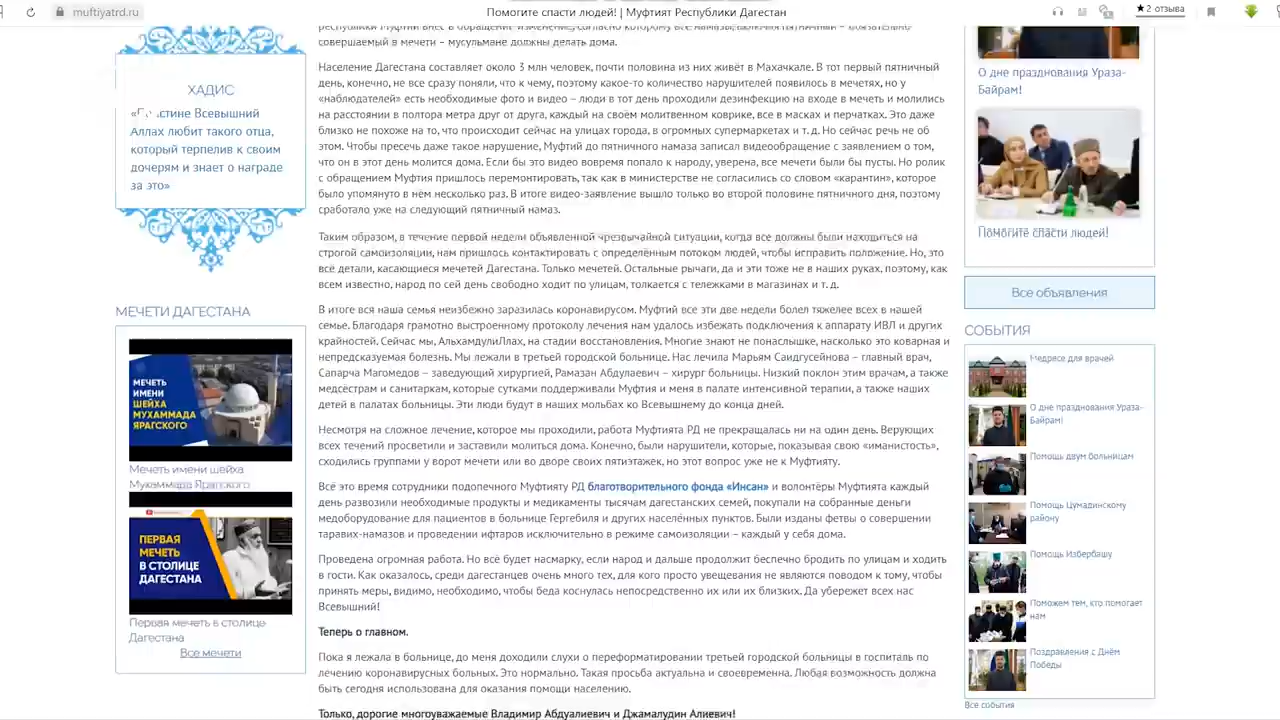 muftiyatrd.ru
Помогите спасти людей! | Муфтият Республики Дагестан
★ 2 отзыва
ХАДИС
Всевышний
Аллах любит такого отца,
который терпелив к своим
дочерям и знает о награде
за это»
МЕЧЕТИ ДАГЕСТАНА
МЕЧЕТЬ
ИМЕНИ
ШЕЙХА
МУХАММАДА
ЯРАГСКОГО
Мечеть имени шейха
Мухаммада Ярагского
ПЕРВАЯ
МЕЧЕТЬ
В СТОЛИЦЕ
ДАГЕСТАНА
Первая мечеть в столице
Дагестана
Все мечети
совершаемый в мечети – мусульмане должны делать дома.
Население Дагестана составляет около 3 млн человек, почти половина из них живёт в Махачкале. В тот первый пятничный
день, конечно, не все сразу поняли, что к чему, поэтому какое-то количество нарушителей появилось в мечетях, но у
«наблюдателей» есть необходимые фото и видео – люди в тот день проходили дезинфекцию на входе в мечеть и молились
на расстоянии в полтора метра друг от друга, каждый на своём молитвенном коврике, все в масках и перчатках. Это даже
близко не похоже на то, что происходит сейчас на улицах города, в огромных супермаркетах и т. д. Но сейчас речь не об
этом. Чтобы пресечь даже такое нарушение, Муфтий до пятничного намаза записал видеообращение с заявлением о том,
что он в этот день молится дома. Если бы это видео вовремя попало к народу, уверена, все мечети были бы пусты. Но ролик
с обращением Муфтия пришлось перемонтировать, так как в министерстве не согласились со словом «карантин», которое
было упомянуто в нём несколько раз. В итоге видео-заявление вышло только во второй половине пятничного дня, поэтому
сработало уже на следующий пятничный намаз.
Таким образом, в течение первой недели объявленной чрезвычайной ситуации, когда все должны были находиться на
строгой самоизоляции, нам пришлось контактировать с определённым потоком людей, чтобы исправить положение. Но, это
всё детали, касающиеся мечетей Дагестана. Только мечетей. Остальные рычаги, да и эти тоже не в наших руках, поэтому, как
всем известно, народ по сей день свободно ходит по улицам, толкается с тележками в магазинах и т. д.
В итоге вся наша семья неизбежно заразилась коронавирусом. Муфтий все эти две недели болел тяжелее всех в нашей
семье. Благодаря грамотно выстроенному протоколу лечения нам удалось избежать подключения к аппарату ИВЛ и других
крайностей. Сейчас мы, АльхамдулиЛлах, на стадии восстановления. Многие знают не понаслышке, насколько это коварная и
непредсказуемая болезнь. Мы лежали в третьей городской больнице. Нас лечила Марьям Саидгусейнова – главный врач,
Сапарча Магомедов – заведующий хирургией, Рамазан Абдулаевич – хирург больницы. Низкий поклон этим врачам, а также
медсёстрам и санитаркам, которые сутками поддерживали Муфтия и меня в палате интенсивной терапии, а также наших
детей в палатах больницы. Эти люди будут в наших мольбах ко Всевышнему до конца дней.
Несмотря на сложное лечение, которое мы проходили, работа Муфтията РД не прекращалась ни на один день. Верующих
всех течений просветили и заставили молиться дома. Конечно, были нарушители, которые, показывая свою «иманистость»,
сходились группами у ворот мечети или во дворе своих пятиэтажек, но этот вопрос уже не к Муфтияту.
Всё это время сотрудники подопечного Муфтияту РД благотворительного фонда «Инсан» и волонтёры Муфтията каждый
день развозили необходимые продукты и медикаменты тысячам дагестанских семей, покупали на собранные деньги
медоборудование для пациентов в больнице Гергебиля и других населённых пунктов. Были изданы фетвы о совершении
таравих-намазов и проведении ифтаров исключительно в режиме самоизоляции – каждый у себя дома.
Проведена огромная работа. Но всё будет насмарку, если народ и дальше продолжит беспечно бродить по улицам и ходить
в гости. Как оказалось, среди дагестанцев очень много тех, для кого просто увещевание не являются поводом к тому, чтобы
принять меры, видимо, необходимо, чтобы беда коснулась непосредственно их или их близких. Да убережет всех нас
Всевышний!
Теперь о главном.
Пока я лежала в больнице, до меня доходили слухи о переформатировании третьей городской больницы в госпиталь по
лечению коронавирусных больных. Это нормально. Такая просьба актуальна и своевременна. Любая возможность должна
быть сегодня использована для оказания помощи населению.
Только, дорогие многоуважаемые Владимир Абдуалиевич и Джамалудин Алиевич!
О дне празднования Ураза-
Байрам!
Помогите спасти людей!
Все объявления
СОБЫТИЯ
Медресе для врачей
О дне празднования Ураза-
Байрам!
Помощь двум больницам
Помощь Цумадинскому
району
Помощь Избербашу
Поможем тем, кто помогает
нам
Поздравления с Днём
Победы
Все события